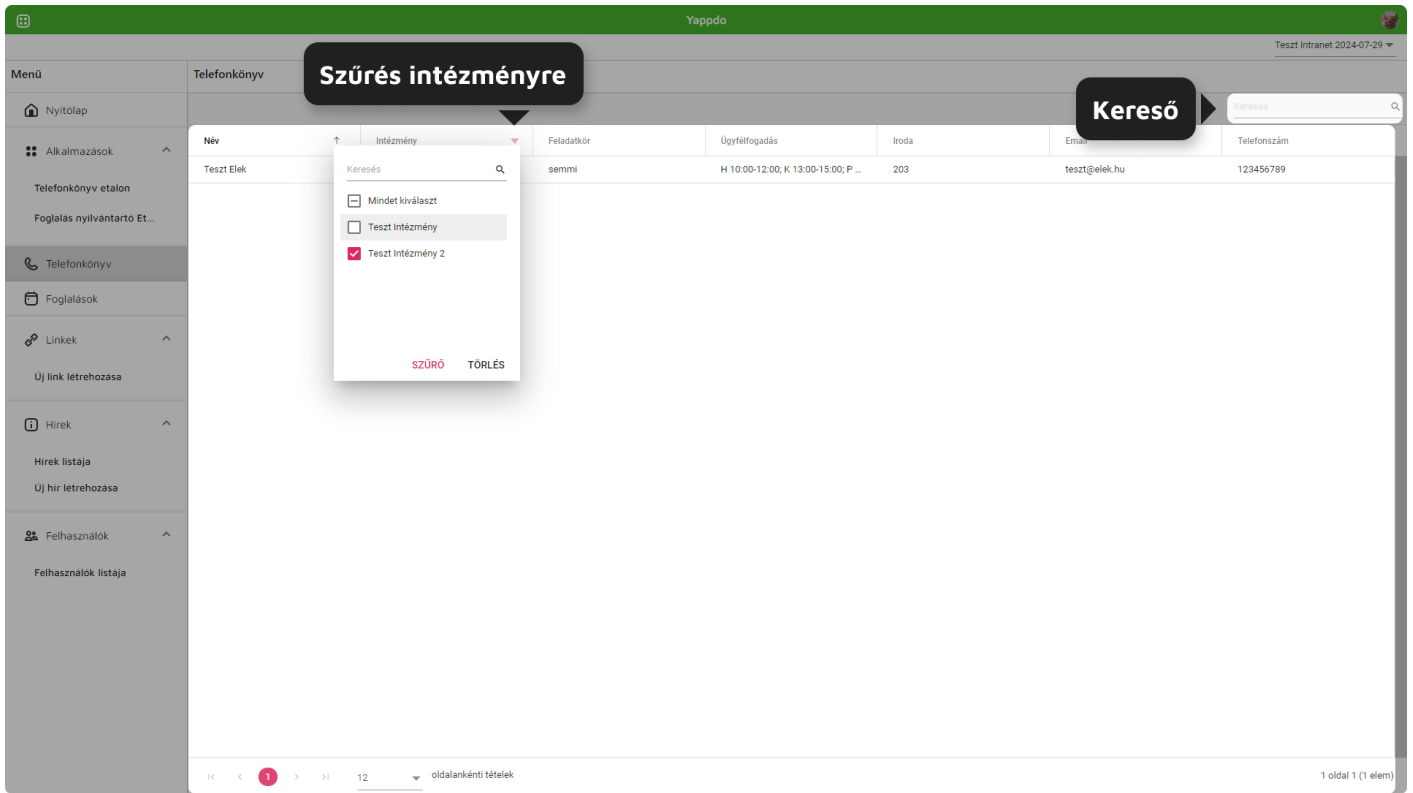 Yappdo
Teszt Intranet 2024-07-29
Menü
Telefonkönyv
Szűrés intézményre
Kereső
Keresés
Nyitólap
Alkalmazások
Telefonkönyv etalon
Foglalás nyilvántartó Et...
Telefonkönyv
Foglalások
Linkek
Új link létrehozása
Hírek
Hírek listája
Új hír létrehozása
Felhasználók
Felhasználók listája
Név Intézmény Feladatkör Ügyfélfogadás Iroda Email Telefonszám
Teszt Elek semmi H 10:00-12:00; K 13:00-15:00; P ... 203 teszt@elek.hu 123456789
Keresés
Mindet kiválaszt
Teszt Intézmény
Teszt Intézmény 2
SZŰRŐ TÖRLÉS
1 12 oldalankénti tételek 1 oldal 1 (1 elem)